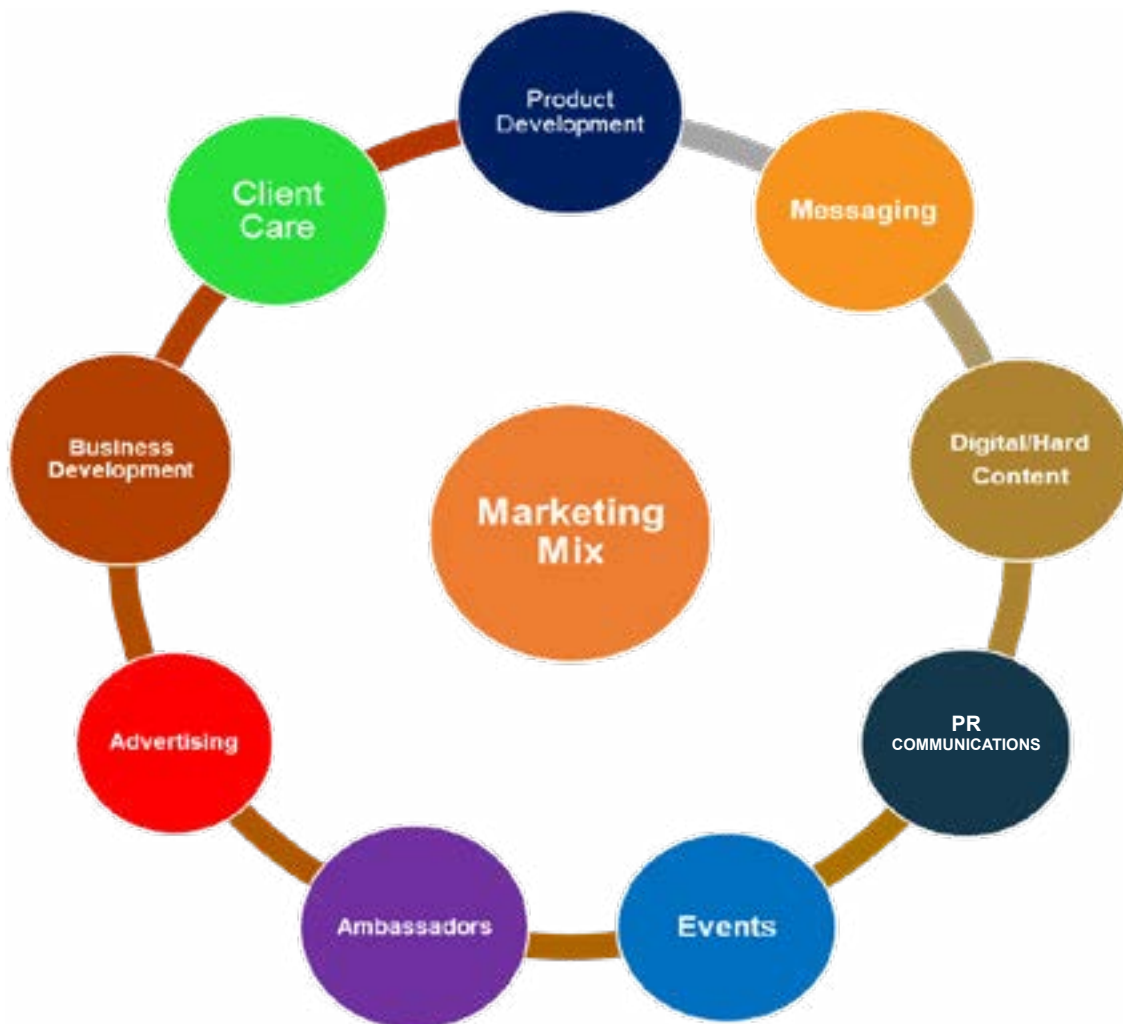 Product
Development
Messaging
Digital/Hard
Content
PR
COMMUNICATIONS
Events
Ambassadors
Advertising
Business
Development
Client
Care
Marketing
Mix